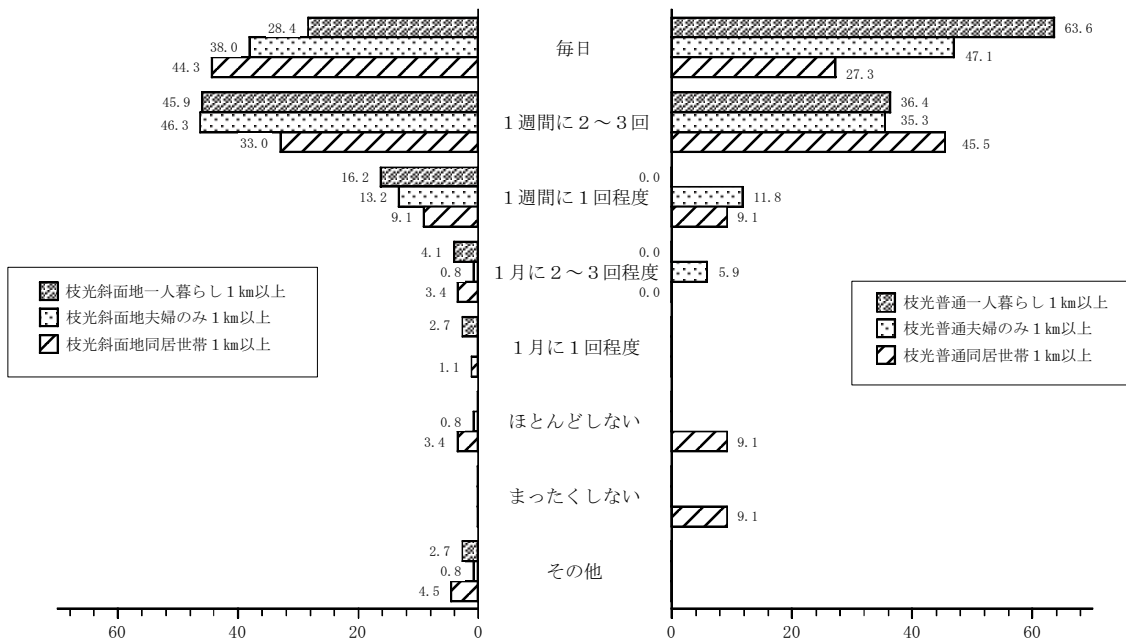 28.4
38.0
44.3
毎日
63.6
47.1
27.3
45.9
46.3
33.0
1週間に2～3回
36.4
35.3
45.5
16.2
13.2
9.1
1週間に1回程度
0.0
11.8
9.1
4.1
0.8
3.4
1月に2～3回程度
0.0
5.9
0.0
枝光斜面地一人暮らし1km以上
枝光斜面地夫婦のみ1km以上
枝光斜面地同居世帯1km以上
枝光普通一人暮らし1km以上
枝光普通夫婦のみ1km以上
枝光普通同居世帯1km以上
2.7
1.1
1月に1回程度
0.8
3.4
ほとんどしない
9.1
まったくしない
9.1
2.7
0.8
4.5
その他
60 40 20 0
0 20 40 60